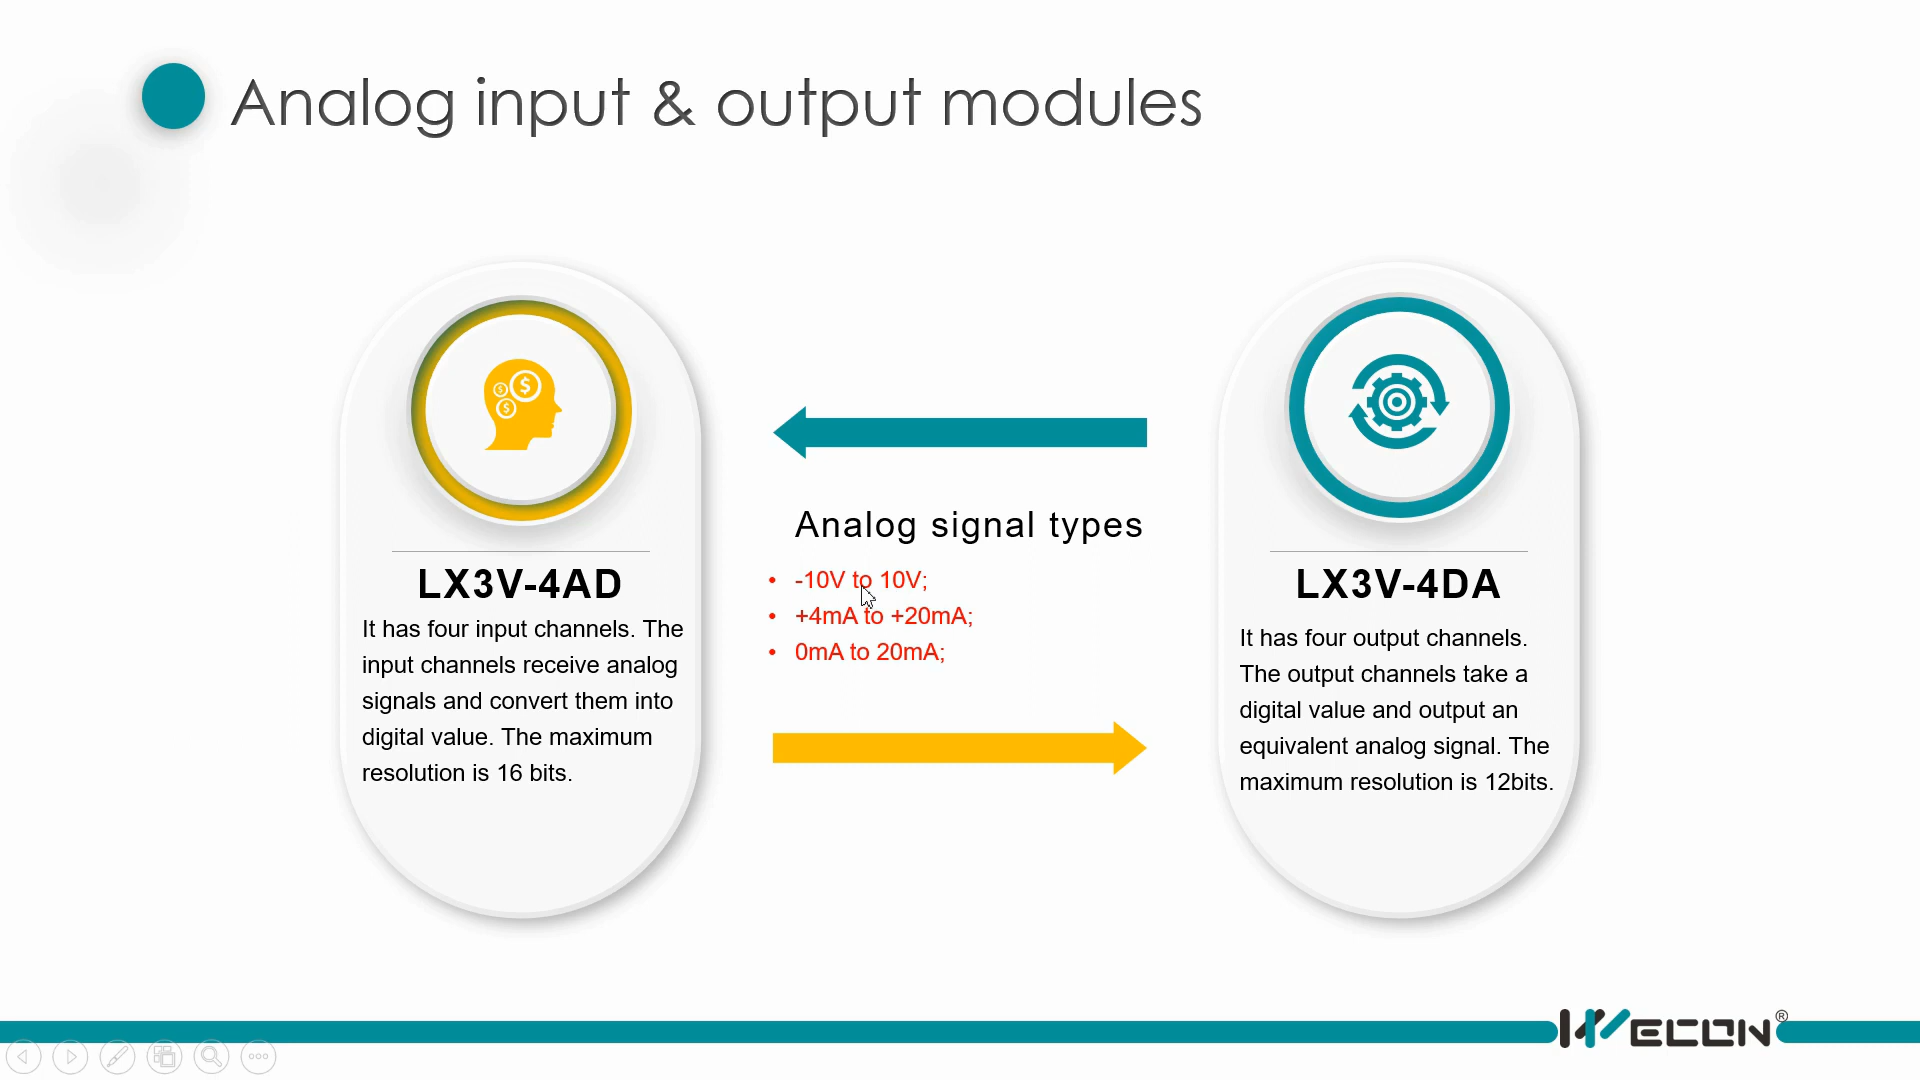 Analog input & output modules
LX3V-4AD
It has four input channels. The
input channels receive analog
signals and convert them into
digital value. The maximum
resolution is 16 bits.
Analog signal types
• -10V to 10V;
• +4mA to +20mA;
• 0mA to 20mA;
LX3V-4DA
It has four output channels.
The output channels take a
digital value and output an
equivalent analog signal. The
maximum resolution is 12bits.
WECON®